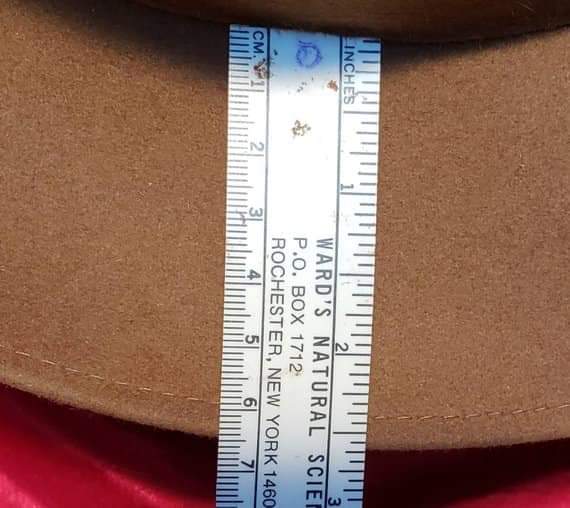 CM. 1 2 3 4 5 6 7
INCHES 1 2 3
WARD'S NATURAL SCIE
P.O. BOX 1712
ROCHESTER, NEW YORK 1460